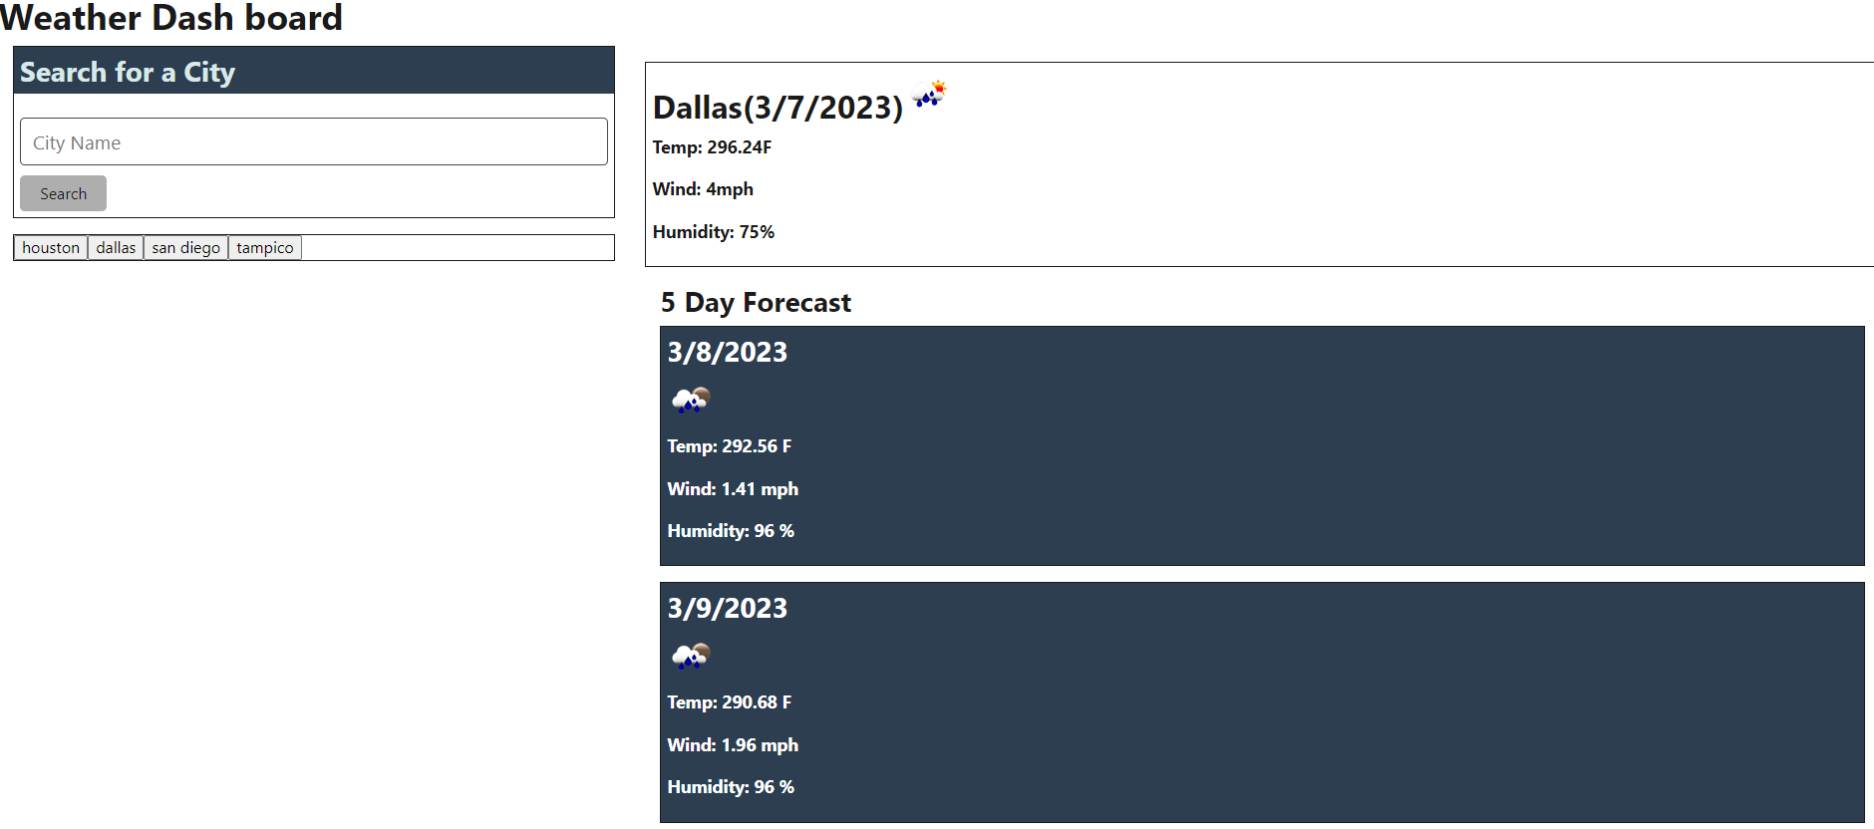 Weather Dash board
Search for a City
City Name
Search
houston dallas san diego tampico
Dallas(3/7/2023)
Temp: 296.24F
Wind: 4mph
Humidity: 75%
5 Day Forecast
3/8/2023
Temp: 292.56 F
Wind: 1.41 mph
Humidity: 96 %
3/9/2023
Temp: 290.68 F
Wind: 1.96 mph
Humidity: 96 %